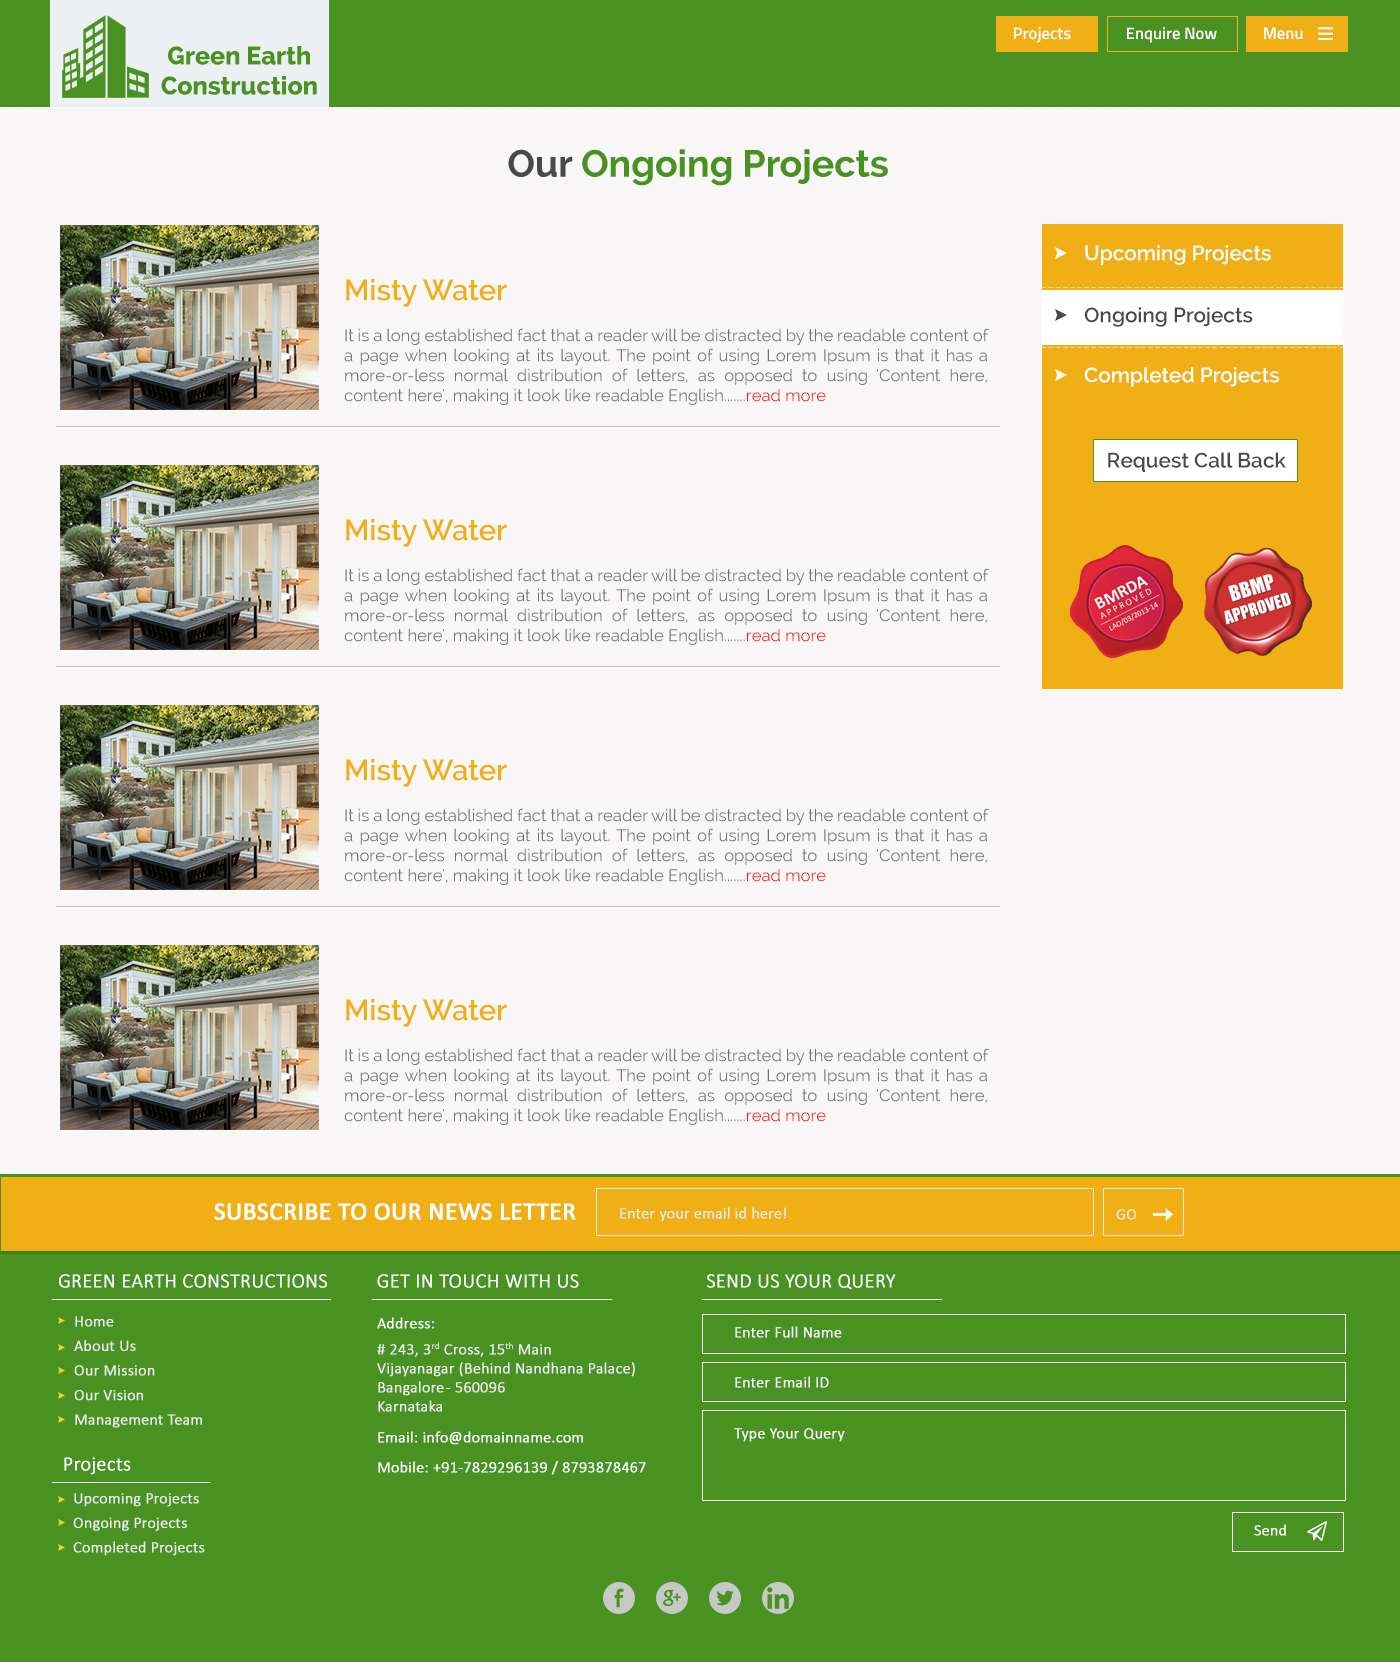 Green Earth
Construction
Projects
Enquire Now
Menu
Our Ongoing Projects
Misty Water
It is a long established fact that a reader will be distracted by the readable content of
a page when looking at its layout. The point of using Lorem Ipsum is that it has a
more-or-less normal distribution of letters, as opposed to using 'Content here,
content here', making it look like readable English.......read more
Misty Water
It is a long established fact that a reader will be distracted by the readable content of
a page when looking at its layout. The point of using Lorem Ipsum is that it has a
more-or-less normal distribution of letters, as opposed to using 'Content here,
content here', making it look like readable English.......read more
Misty Water
It is a long established fact that a reader will be distracted by the readable content of
a page when looking at its layout. The point of using Lorem Ipsum is that it has a
more-or-less normal distribution of letters, as opposed to using 'Content here,
content here', making it look like readable English.......read more
Misty Water
It is a long established fact that a reader will be distracted by the readable content of
a page when looking at its layout. The point of using Lorem Ipsum is that it has a
more-or-less normal distribution of letters, as opposed to using 'Content here,
content here', making it look like readable English.......read more
Upcoming Projects
Ongoing Projects
Completed Projects
Request Call Back
BMRDA
APPROVED
LAO/03/2013-14
BBMP
APPROVED
SUBSCRIBE TO OUR NEWS LETTER
Enter your email id here!
GO
GREEN EARTH CONSTRUCTIONS
Home
About Us
Our Mission
Our Vision
Management Team
Projects
Upcoming Projects
Ongoing Projects
Completed Projects
GET IN TOUCH WITH US
Address:
# 243, 3rd Cross, 15th Main
Vijayanagar (Behind Nandhana Palace)
Bangalore- 560096
Karnataka
Email: info@domainname.com
Mobile: +91-7829296139 / 8793878467
SEND US YOUR QUERY
Enter Full Name
Enter Email ID
Type Your Query
Send